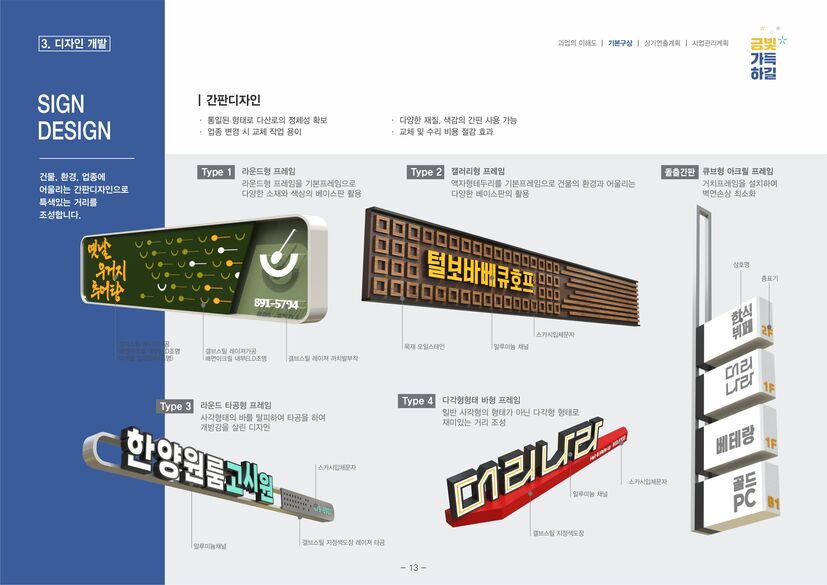 3. 디자인 개발
과업의 이해도 | 기본구상 | 상가연출계획 | 사업관리계획
금빛
가득
하길
SIGN
DESIGN
건물, 환경, 업종에
어울리는 간판디자인으로
특색있는 거리를
조성합니다.
| 간판디자인
· 통일된 형태로 다산로의 정체성 확보
· 업종 변경 시 교체 작업 용이
· 다양한 재질, 색감의 간판 사용 가능
· 교체 및 수리 비용 절감 효과
Type 1 라운드형 프레임
라운드형 프레임을 기본프레임으로
다양한 소재와 색상의 베이스판 활용
옛날
우거지
추어탕
891-5794
갤브스틸 레이져가공
배면아크릴 내부LED조명
갤브스틸 레이져 까치발부착
Type 2 갤러리형 프레임
액자형테두리를 기본프레임으로 건물의 환경과 어울리는
다양한 베이스판의 활용
털보바베큐호프
목재 오일스테인
알루미늄 채널
스카시입체문자
돌출간판 큐브형 아크릴 프레임
거치프레임을 설치하여
벽면손상 최소화
상호명
층표기
한식
뷔페
2F
머리
나라
1F
베테랑
1F
골드
PC
B1
Type 3 라운드 타공형 프레임
사각형태의 바를 탈피하여 타공을 하여
개방감을 살린 디자인
한양원룸고시원
스카시입체문자
알루미늄채널
갤브스틸 지정색도장 레이져 타공
Type 4 다각형형태 바형 프레임
일반 사각형의 형태가 아닌 다각형 형태로
재미있는 거리 조성
머리나라
스카시입체문자
알루미늄 채널
갤브스틸 지정색도장
- 13 -